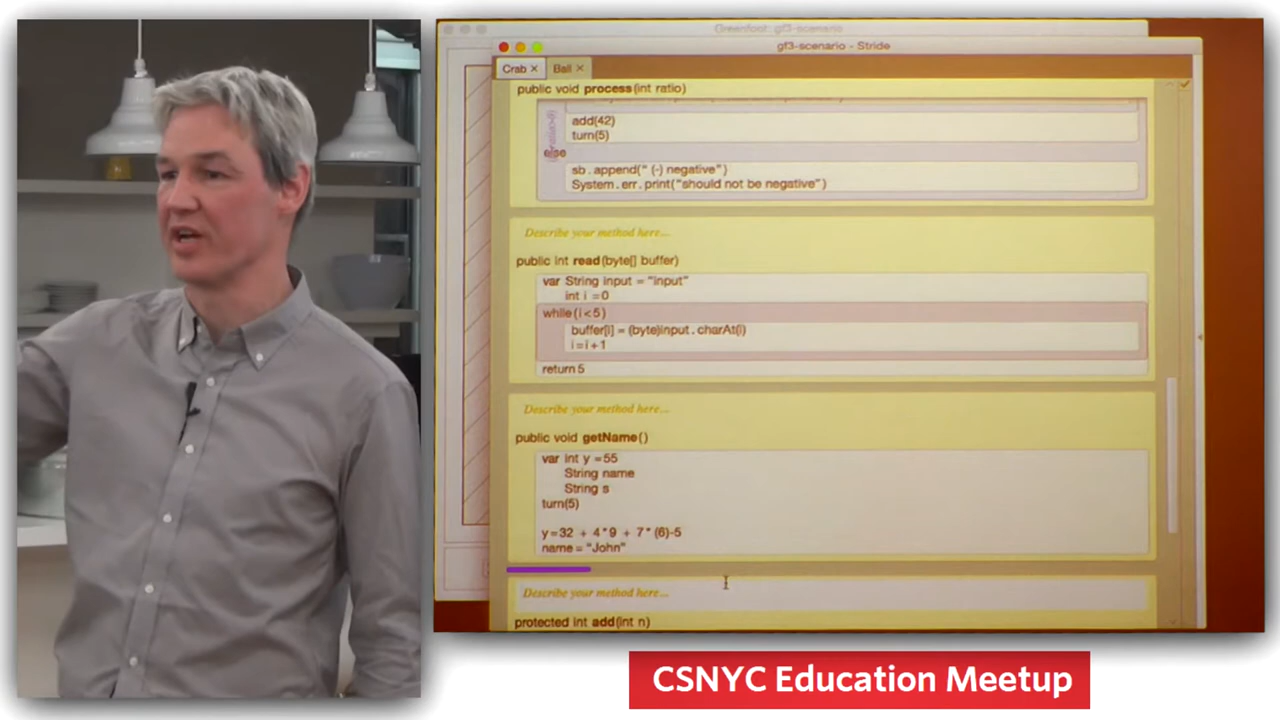 Greenfoot: gf3-scenario
gf3-scenario - Stride
Crab ×
Ball ×
public void process(int ratio)
add(42)
turn(5)
else
sb.append(" (-) negative")
System.err.print("should not be negative")
Describe your method here...
public int read(byte[] buffer)
var String input = "input"
int i =0
while(i<5)
buffer[i] = (byte)input.charAt(i)
i=i+1
return 5
Describe your method here...
public void getName()
var int y =55
String name
String s
turn(5)
y=32 + 4*9 + 7*(6)-5
name = "John"
Describe your method here...
protected int add(int n)
CSNYC Education Meetup